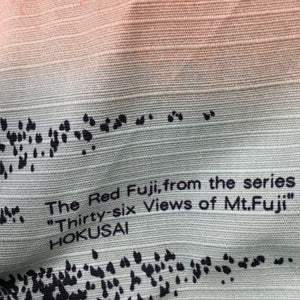 The Red Fuji,from the series
"Thirty-six Views of Mt.Fuji"
HOKUSAI